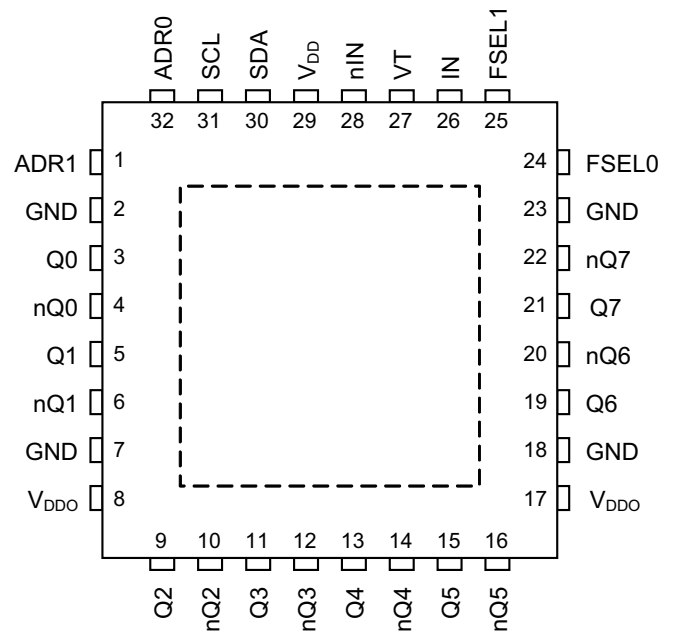 ADR0 SCL SDA VDD nIN VT IN FSEL1
32 31 30 29 28 27 26 25
ADR1 1 24 FSEL0
GND 2 23 GND
Q0 3 22 nQ7
nQ0 4 21 Q7
Q1 5 20 nQ6
nQ1 6 19 Q6
GND 7 18 GND
VDDO 8 17 VDDO
9 10 11 12 13 14 15 16
Q2 nQ2 Q3 nQ3 Q4 nQ4 Q5 nQ5